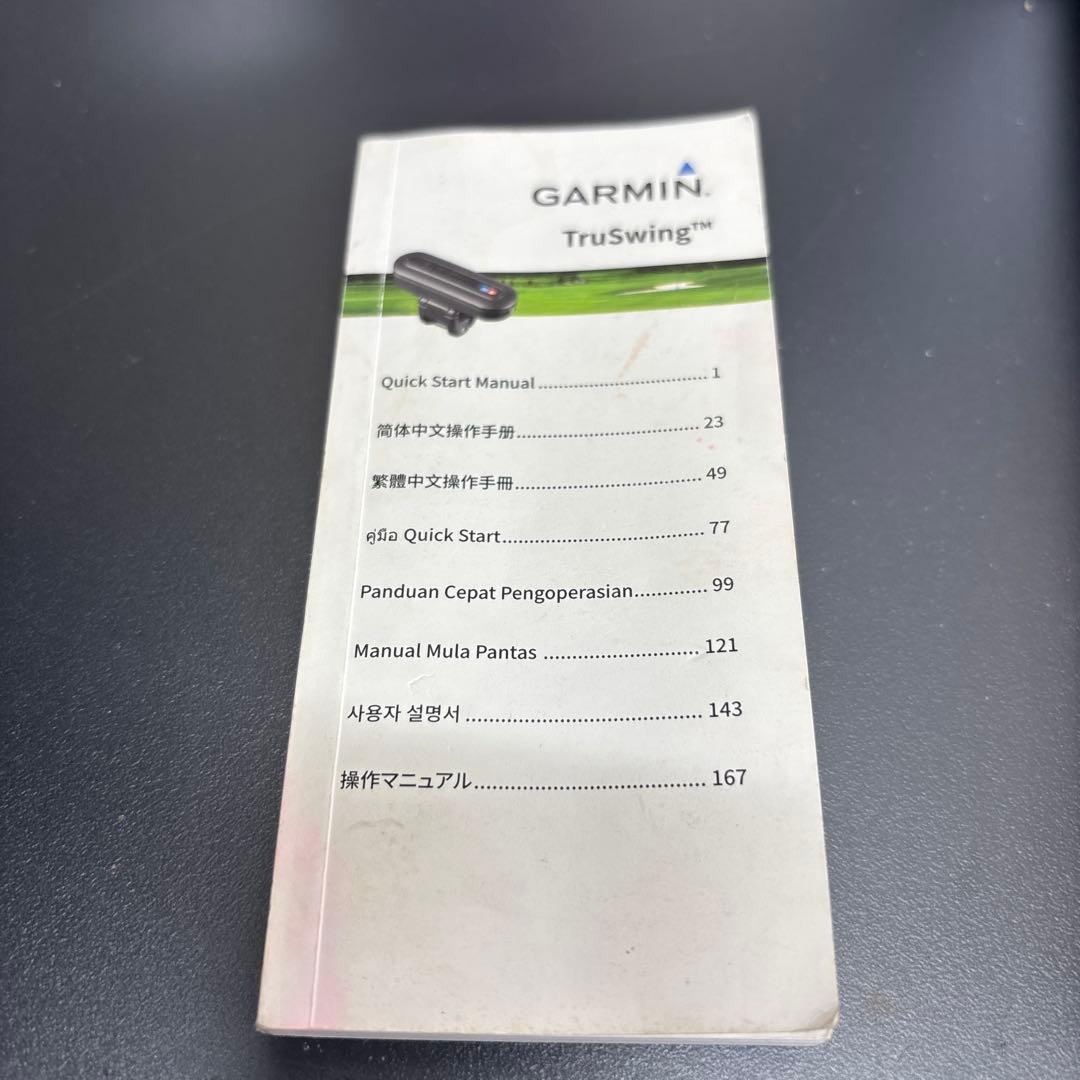 GARMIN.
TruSwing™
Quick Start Manual ........................................ 1
简体中文操作手册........................................ 23
繁體中文操作手冊........................................ 49
คู่มือ Quick Start........................................ 77
Panduan Cepat Pengoperasian............. 99
Manual Mula Pantas ........................... 121
사용자 설명서 ........................................ 143
操作マニュアル........................................ 167